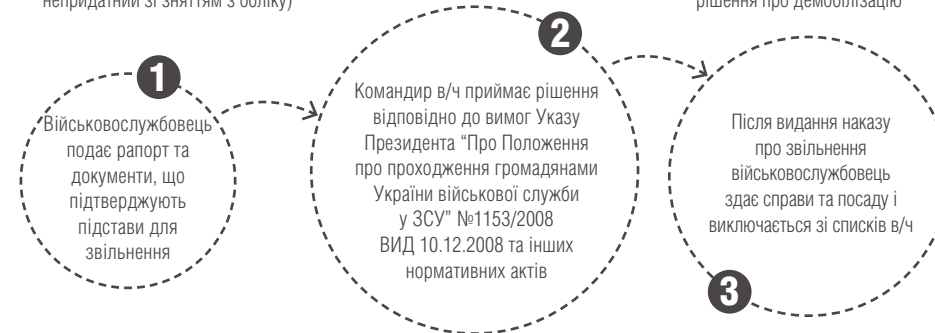 непридатний зі зняттям з обліку)
рішення про демобілізацію
1
Військовослужбовець
подає рапорт та
документи, що
підтверджують
підстави для
звільнення
2
Командир в/ч приймає рішення
відповідно до вимог Указу
Президента “Про Положення
про проходження громадянами
України військової служби
у ЗСУ” №1153/2008
ВИД 10.12.2008 та інших
нормативних актів
Після видання наказу
про звільнення
військовослужбовець
здає справи та посаду і
виключається зі списків в/ч
3